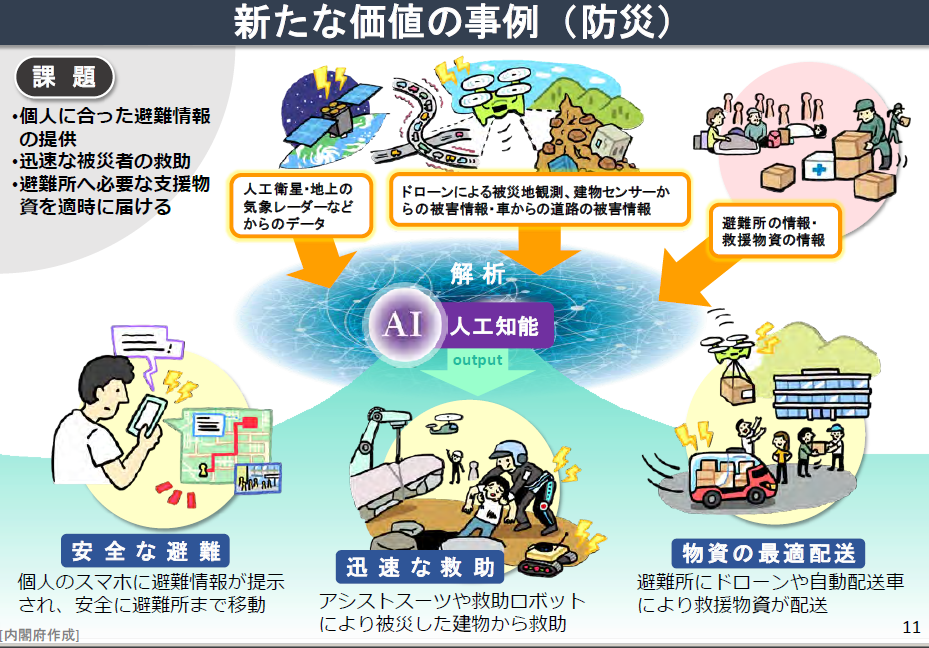 新たな価値の事例（防災）
課 題
・個人に合った避難情報
の提供
・迅速な被災者の救助
・避難所へ必要な支援物
資を適時に届ける
人工衛星・地上の
気象レーダーなど
からのデータ
ドローンによる被災地観測、建物センサーか
らの被害情報・車からの道路の被害情報
避難所の情報・
救援物資の情報
解析
AI 人工知能
output
安全な避難
個人のスマホに避難情報が提示
され、安全に避難所まで移動
迅速な救助
アシストスーツや救助ロボット
により被災した建物から救助
物資の最適配送
避難所にドローンや自動配送車
により救援物資が配送
[内閣府作成]
11